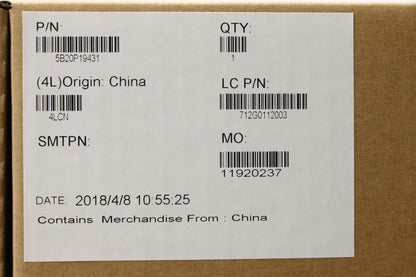 P/N:
5B20P19431
QTY:
1
(4L)Origin: China
4LCN
LC P/N:
712G0112003
SMTPN:
MO:
11920237
DATE: 2018/4/8 10:55:25
Contains Merchandise From : China